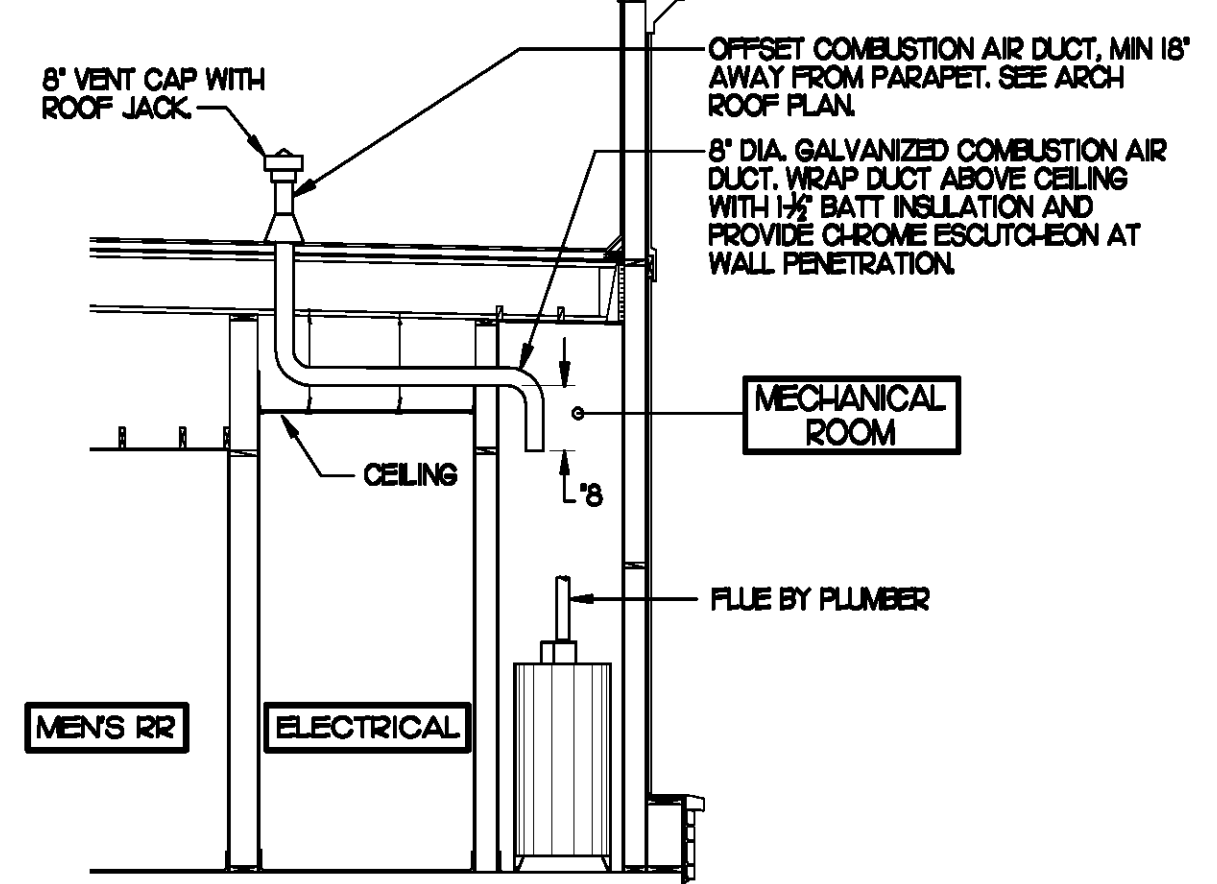 8" VENT CAP WITH
ROOF JACK.
OFFSET COMBUSTION AIR DUCT, MIN 18"
AWAY FROM PARAPET. SEE ARCH
ROOF PLAN.
8" DIA. GALVANIZED COMBUSTION AIR
DUCT. WRAP DUCT ABOVE CEILING
WITH 1-½" BATT INSULATION AND
PROVIDE CHROME ESCUTCHEON AT
WALL PENETRATION.
MECHANICAL
ROOM
CEILING
"8
FLUE BY PLUMBER
MEN'S RR
ELECTRICAL